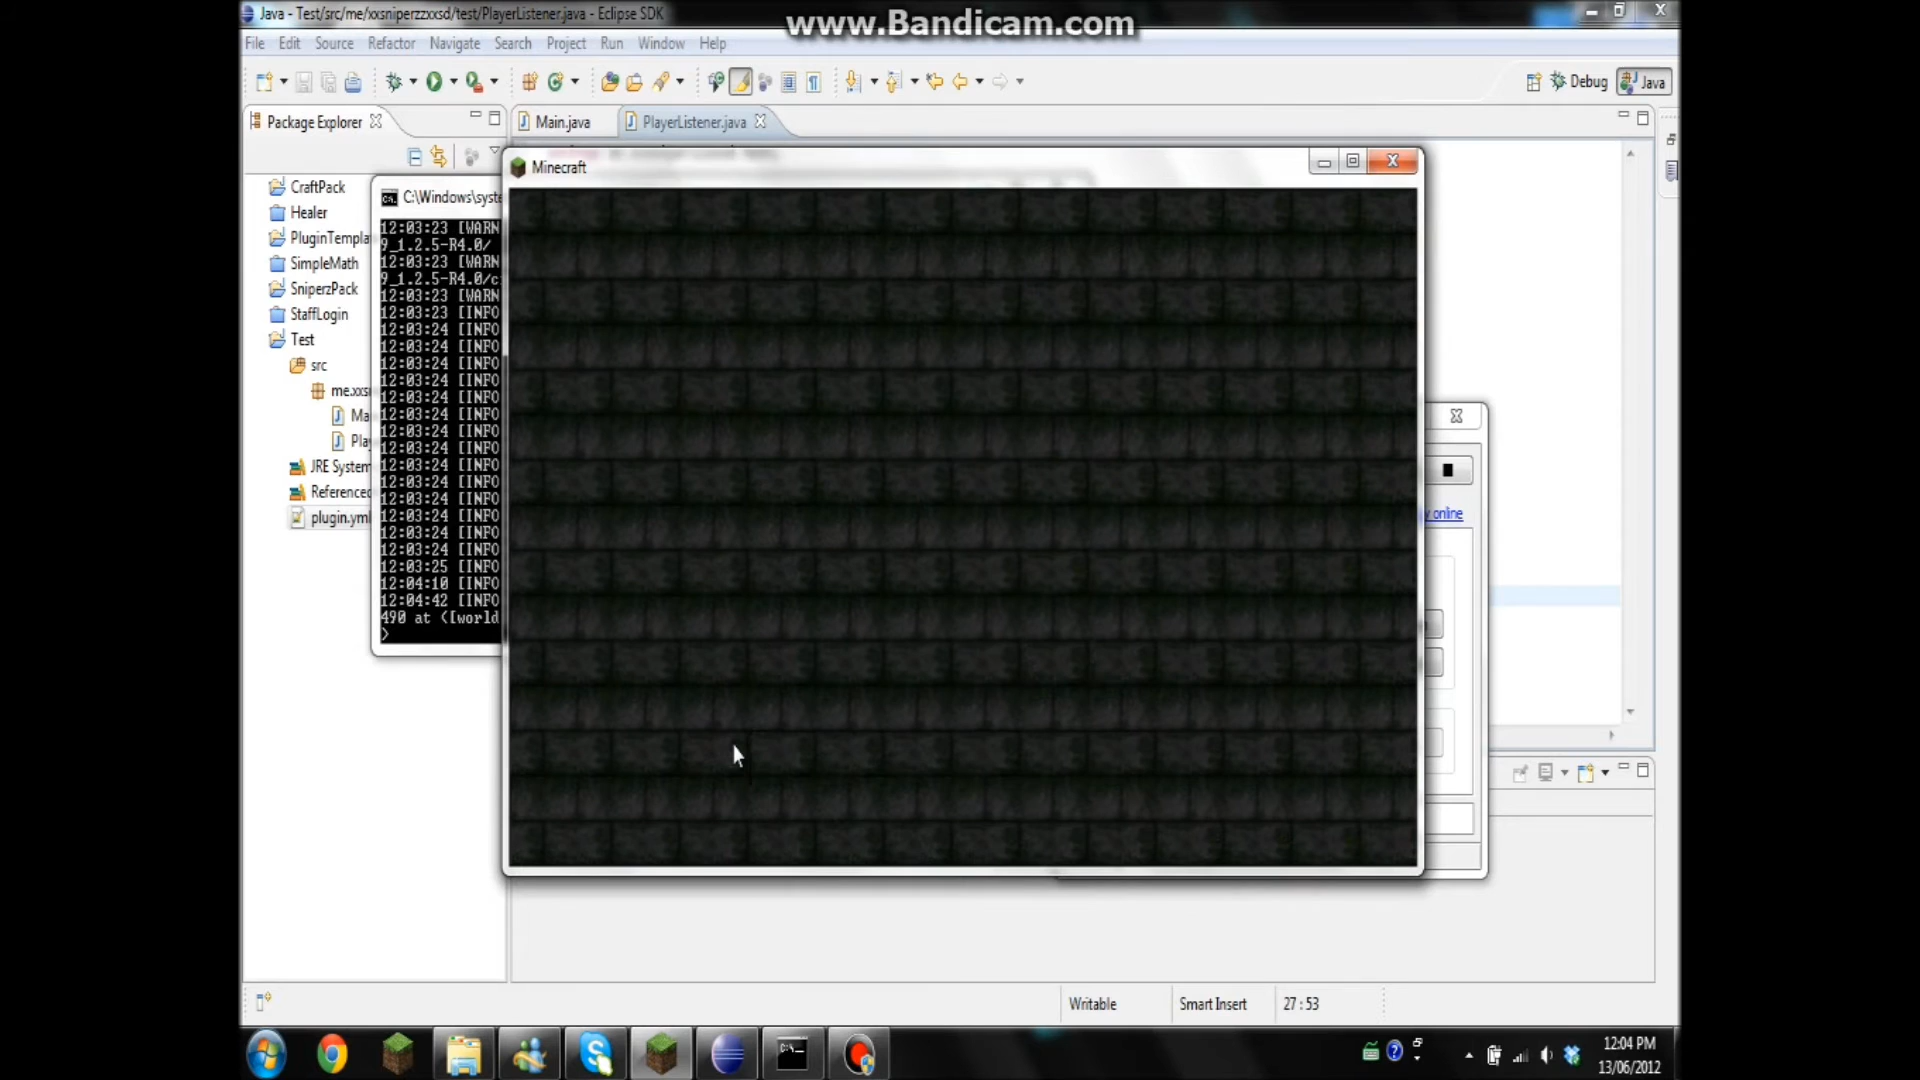 Java - Test/src/me/xxsniperzzxxsd/test/PlayerListener.java - Eclipse SDK
www.Bandicam.com
File Edit Source Refactor Navigate Search Project Run Window Help
Debug
Java
Package Explorer
Main.java
PlayerListener.java
Minecraft
CraftPack
Healer
PluginTempla
SimpleMath
SniperzPack
StaffLogin
Test
src
me.xxs
Ma
Pla
JRE System
Referenced
plugin.yml
C:\Windows\syste
12:03:23 [WARN
9_1.2.5-R4.0/
12:03:23 [WARN
9_1.2.5-R4.0/c
12:03:23 [WARN
12:03:23 [INFO
12:03:24 [INFO
12:03:24 [INFO
12:03:24 [INFO
12:03:24 [INFO
12:03:24 [INFO
12:03:24 [INFO
12:03:24 [INFO
12:03:24 [INFO
12:03:24 [INFO
12:03:24 [INFO
12:03:24 [INFO
12:03:24 [INFO
12:03:24 [INFO
12:03:24 [INFO
12:03:25 [INFO
12:04:10 [INFO
12:04:42 [INFO
490 at ([world
>
y online
Writable
Smart Insert
27 : 53
12:04 PM
13/06/2012